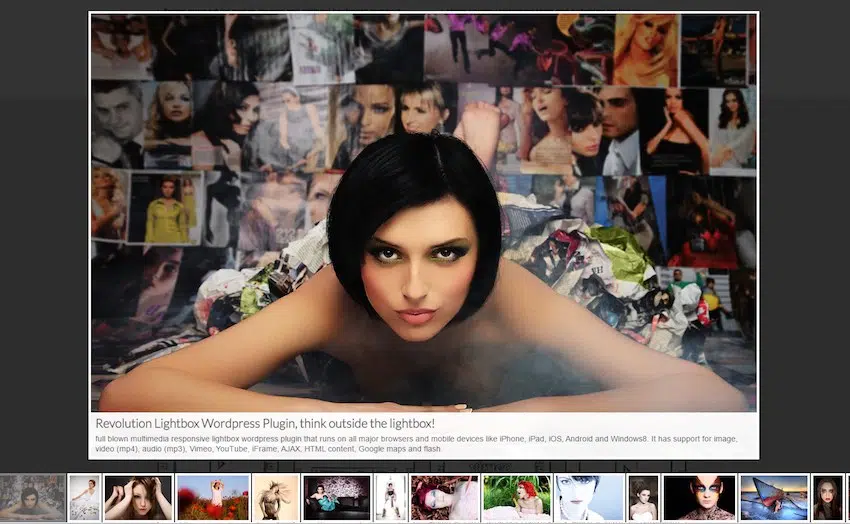 Revolution Lightbox Wordpress Plugin, think outside the lightbox!
full blown multimedia responsive lightbox wordpress plugin that runs on all major browsers and mobile devices like iPhone, iPad, IOS, Android and Windows8. It has support for image,
video (mp4), audio (mp3), Vimeo, YouTube, iFrame, AJAX, HTML content, Google maps and flash